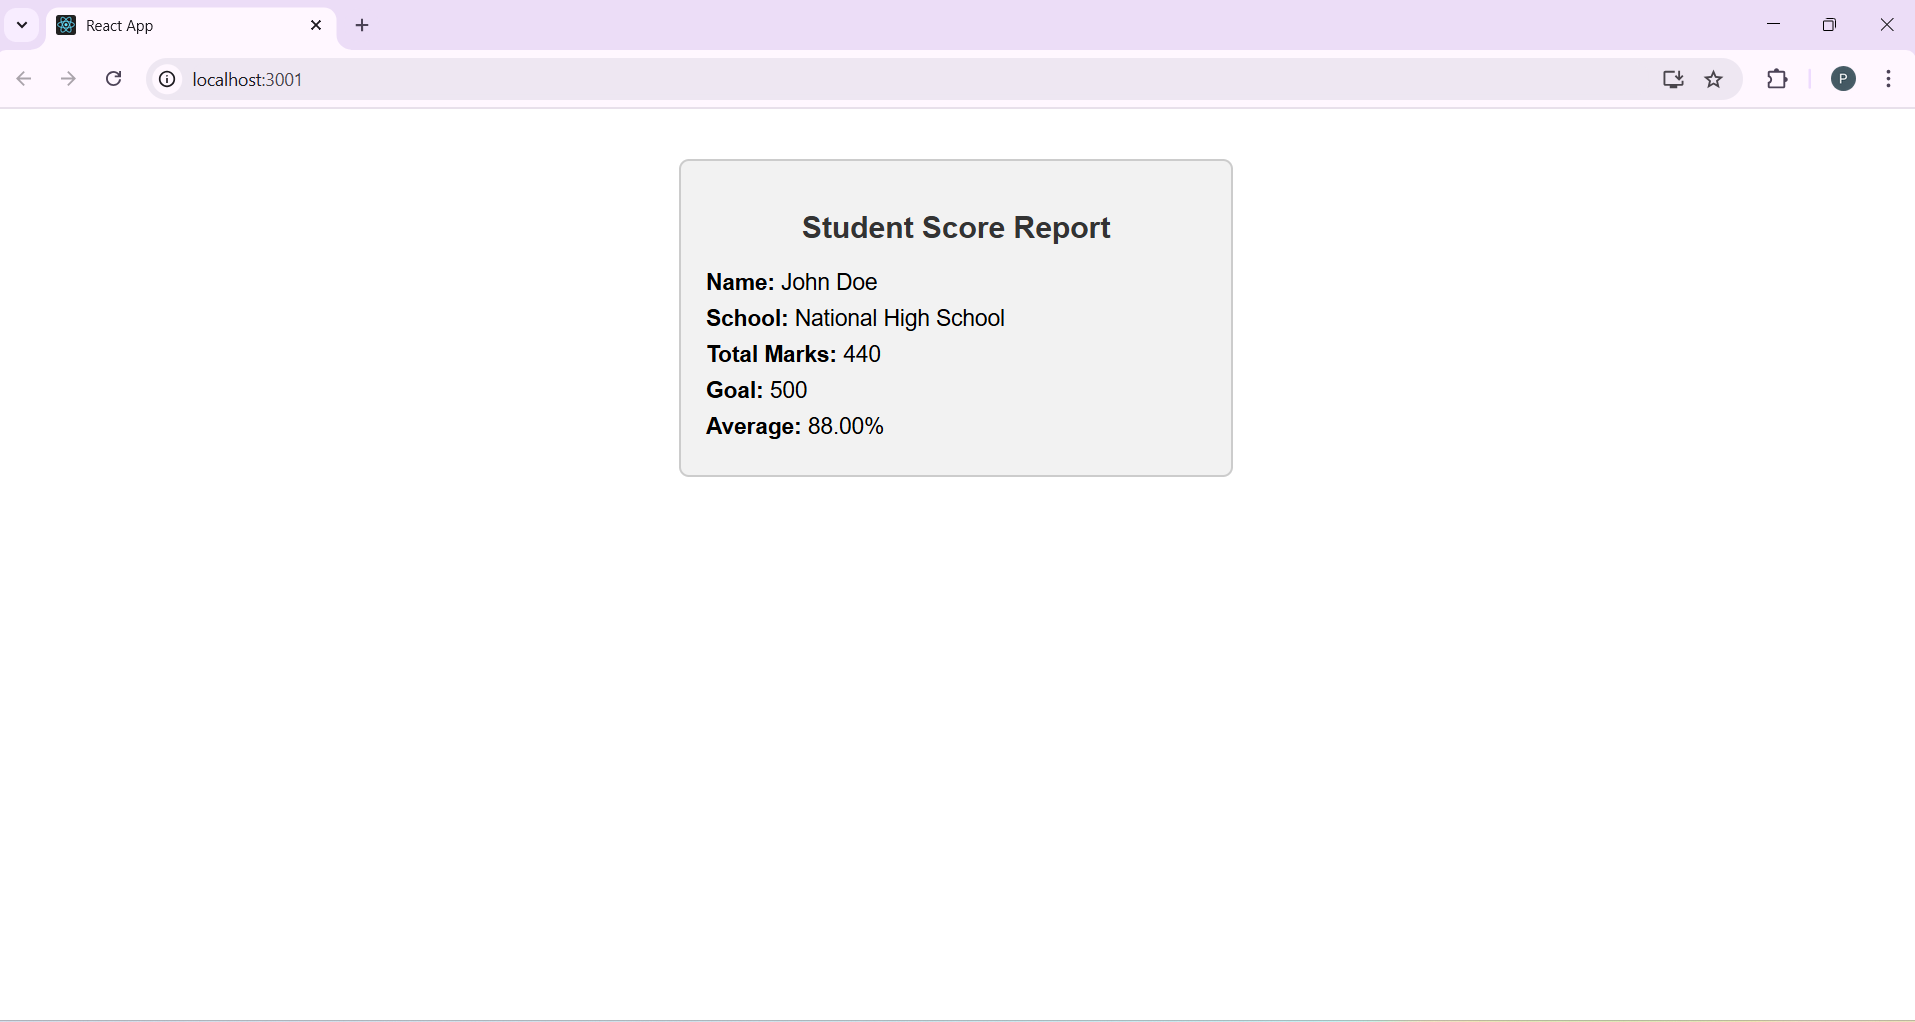 React App
localhost:3001
P
Student Score Report
Name: John Doe
School: National High School
Total Marks: 440
Goal: 500
Average: 88.00%